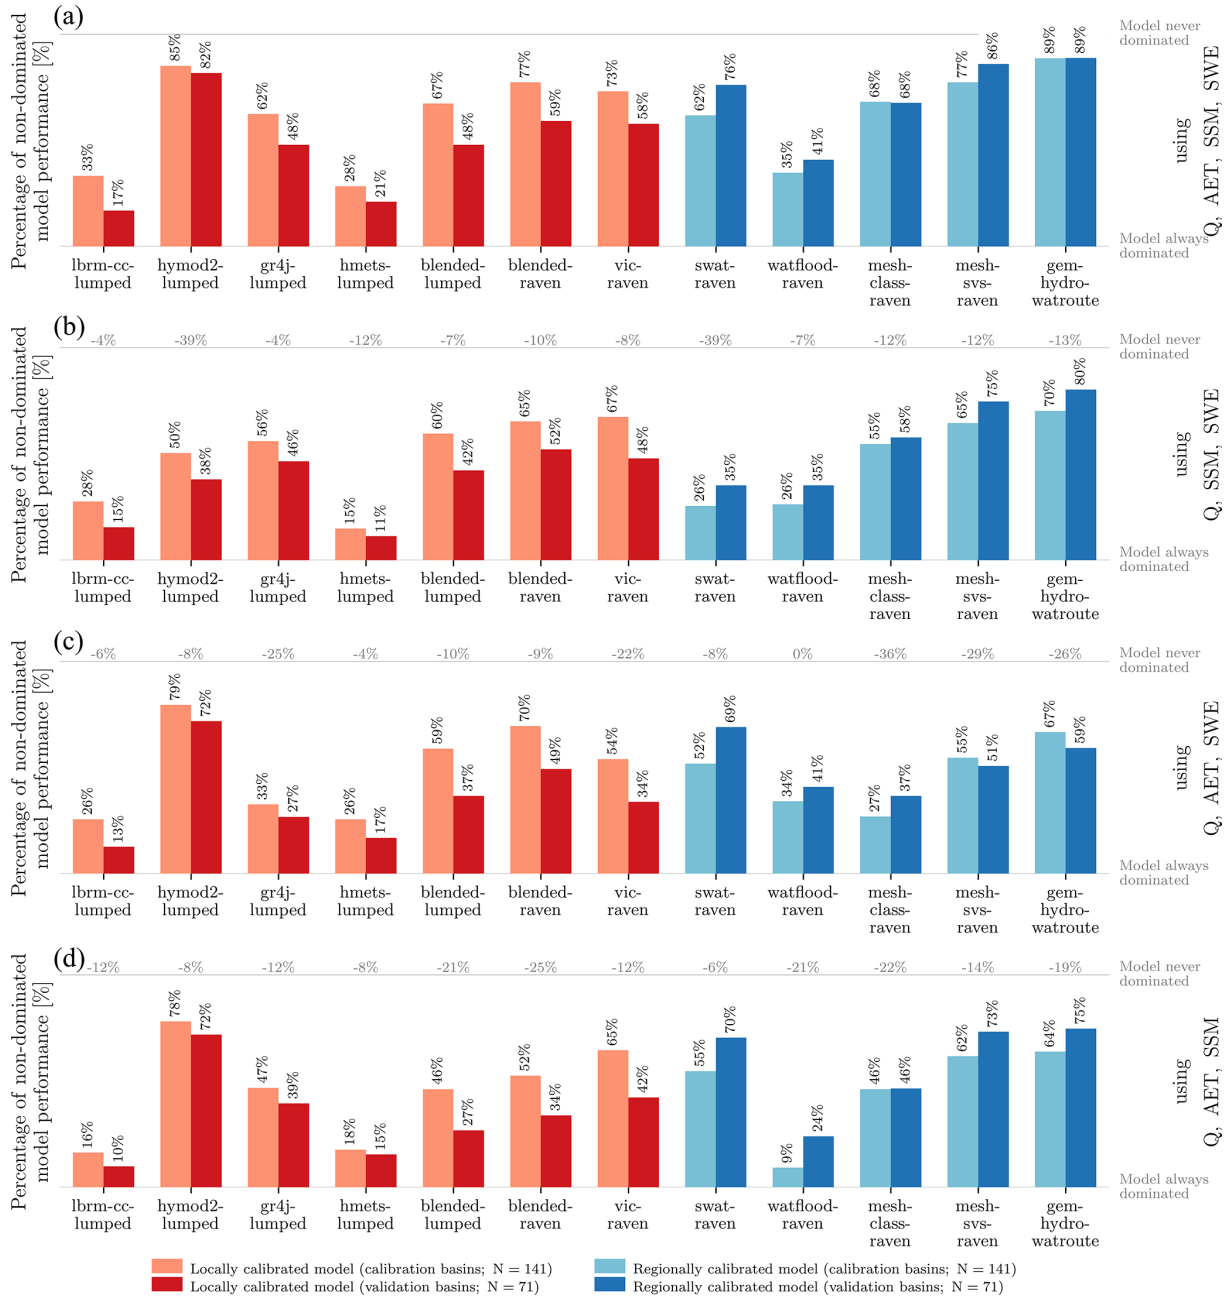 (a)
Percentage of non-dominated
model performance [%]
33% 17% 85% 82% 62% 48% 28% 21% 67% 48% 77% 59% 73% 58% 62% 76% 35% 41% 68% 68% 77% 86% 89% 89%
Model never
dominated
Model always
dominated
using
Q, AET, SSM, SWE
lbrm-cc- hymod2- gr4j- hmets- blended- blended- vic- swat- watflood- mesh- mesh- gem-
lumped lumped lumped lumped lumped raven raven raven raven class- svs- hydro-
raven raven watroute
(b)
Percentage of non-dominated
model performance [%]
-4% -39% -4% -12% -7% -10% -8% -39% -7% -12% -12% -13%
28% 15% 50% 38% 56% 46% 15% 11% 60% 42% 65% 52% 67% 48% 26% 35% 26% 35% 55% 58% 65% 75% 70% 80%
Model never
dominated
Model always
dominated
using
Q, SSM, SWE
lbrm-cc- hymod2- gr4j- hmets- blended- blended- vic- swat- watflood- mesh- mesh- gem-
lumped lumped lumped lumped lumped raven raven raven raven class- svs- hydro-
raven raven watroute
(c)
Percentage of non-dominated
model performance [%]
-6% -8% -25% -4% -10% -9% -22% -8% 0% -36% -29% -26%
26% 13% 79% 72% 33% 27% 26% 17% 59% 37% 70% 49% 54% 34% 52% 69% 34% 41% 27% 37% 55% 51% 67% 59%
Model never
dominated
Model always
dominated
using
Q, AET, SWE
lbrm-cc- hymod2- gr4j- hmets- blended- blended- vic- swat- watflood- mesh- mesh- gem-
lumped lumped lumped lumped lumped raven raven raven raven class- svs- hydro-
raven raven watroute
(d)
Percentage of non-dominated
model performance [%]
-12% -8% -12% -8% -21% -25% -12% -6% -21% -22% -14% -19%
16% 10% 78% 72% 47% 39% 18% 15% 46% 27% 52% 34% 65% 42% 55% 70% 9% 24% 46% 46% 62% 73% 64% 75%
Model never
dominated
Model always
dominated
using
Q, AET, SSM
lbrm-cc- hymod2- gr4j- hmets- blended- blended- vic- swat- watflood- mesh- mesh- gem-
lumped lumped lumped lumped lumped raven raven raven raven class- svs- hydro-
raven raven watroute
Locally calibrated model (calibration basins; N = 141)
Locally calibrated model (validation basins; N = 71)
Regionally calibrated model (calibration basins; N = 141)
Regionally calibrated model (validation basins; N = 71)